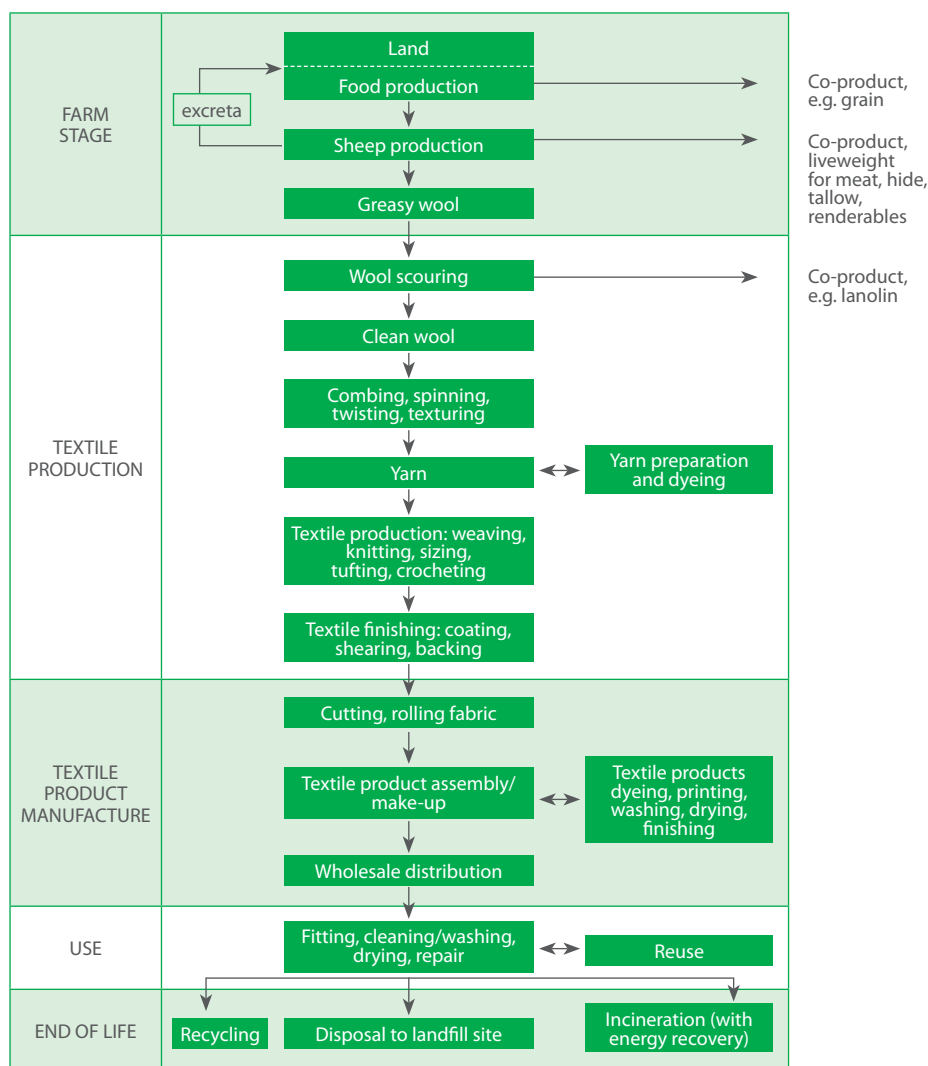 FARM
STAGE
Land
Food production
excreta
Sheep production
Greasy wool
Co-product,
e.g. grain
Co-product,
liveweight
for meat, hide,
tallow,
renderables
TEXTILE
PRODUCTION
Wool scouring
Co-product,
e.g. lanolin
Clean wool
Combing, spinning,
twisting, texturing
Yarn
Yarn preparation
and dyeing
Textile production: weaving,
knitting, sizing,
tufting, crocheting
Textile finishing: coating,
shearing, backing
TEXTILE
PRODUCT
MANUFACTURE
Cutting, rolling fabric
Textile product assembly/
make-up
Textile products
dyeing, printing,
washing, drying,
finishing
Wholesale distribution
USE
Fitting, cleaning/washing,
drying, repair
Reuse
END OF LIFE
Recycling
Disposal to landfill site
Incineration (with
energy recovery)